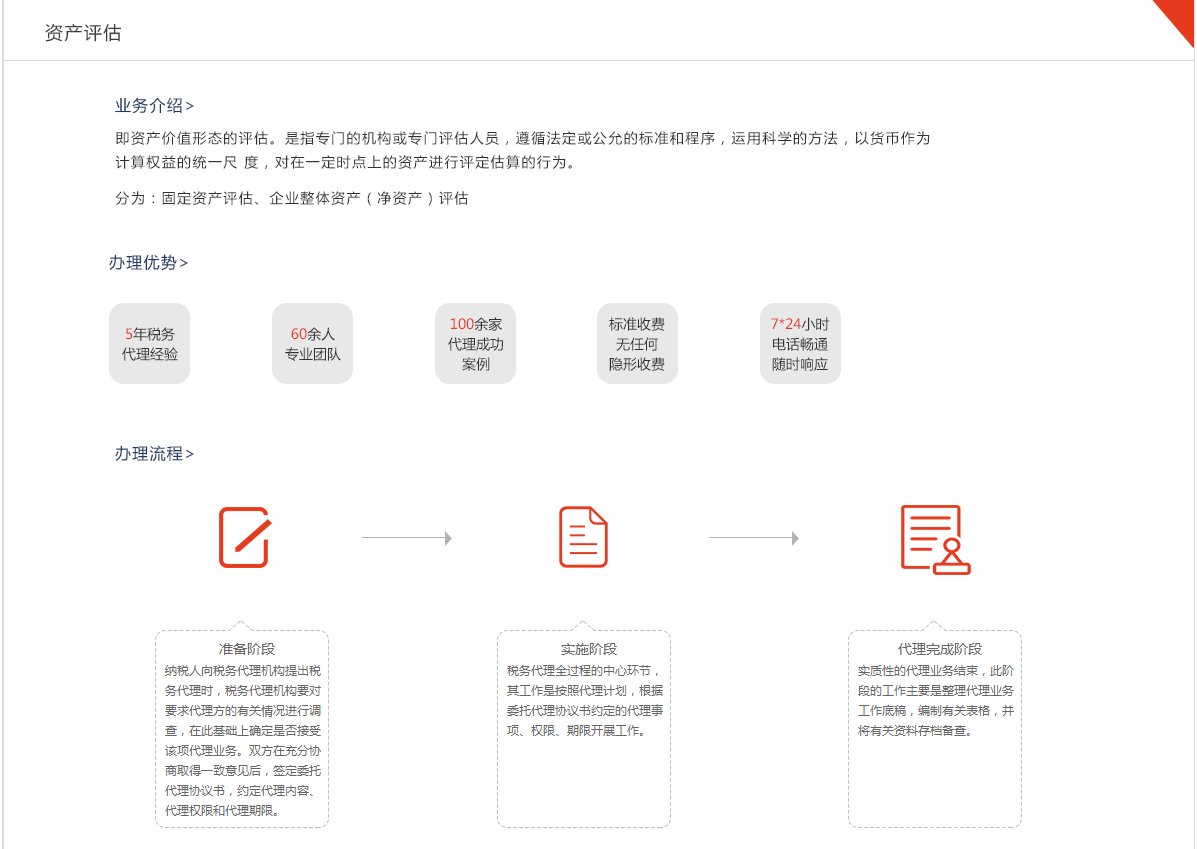 资产评估
业务介绍>
即资产价值形态的评估。是指专门的机构或专门评估人员，遵循法定或公允的标准和程序，运用科学的方法，以货币作为
计算权益的统一尺 度，对在一定时点上的资产进行评定估算的行为。
分为：固定资产评估、企业整体资产（净资产）评估
办理优势>
5年税务
代理经验
60余人
专业团队
100余家
代理成功
案例
标准收费
无任何
隐形收费
7*24小时
电话畅通
随时响应
办理流程>
准备阶段
纳税人向税务代理机构提出税
务代理时，税务代理机构要对
要求代理方的有关情况进行调
查，在此基础上确定是否接受
该项代理业务。双方在充分协
商取得一致意见后，签定委托
代理协议书，约定代理内容、
代理权限和代理期限。
实施阶段
税务代理全过程的中心环节，
其工作是按照代理计划，根据
委托代理协议书约定的代理事
项、权限、期限开展工作。
代理完成阶段
实质性的代理业务结束，此阶
段的工作主要是整理代理业务
工作底稿，编制有关表格，并
将有关资料存档备查。